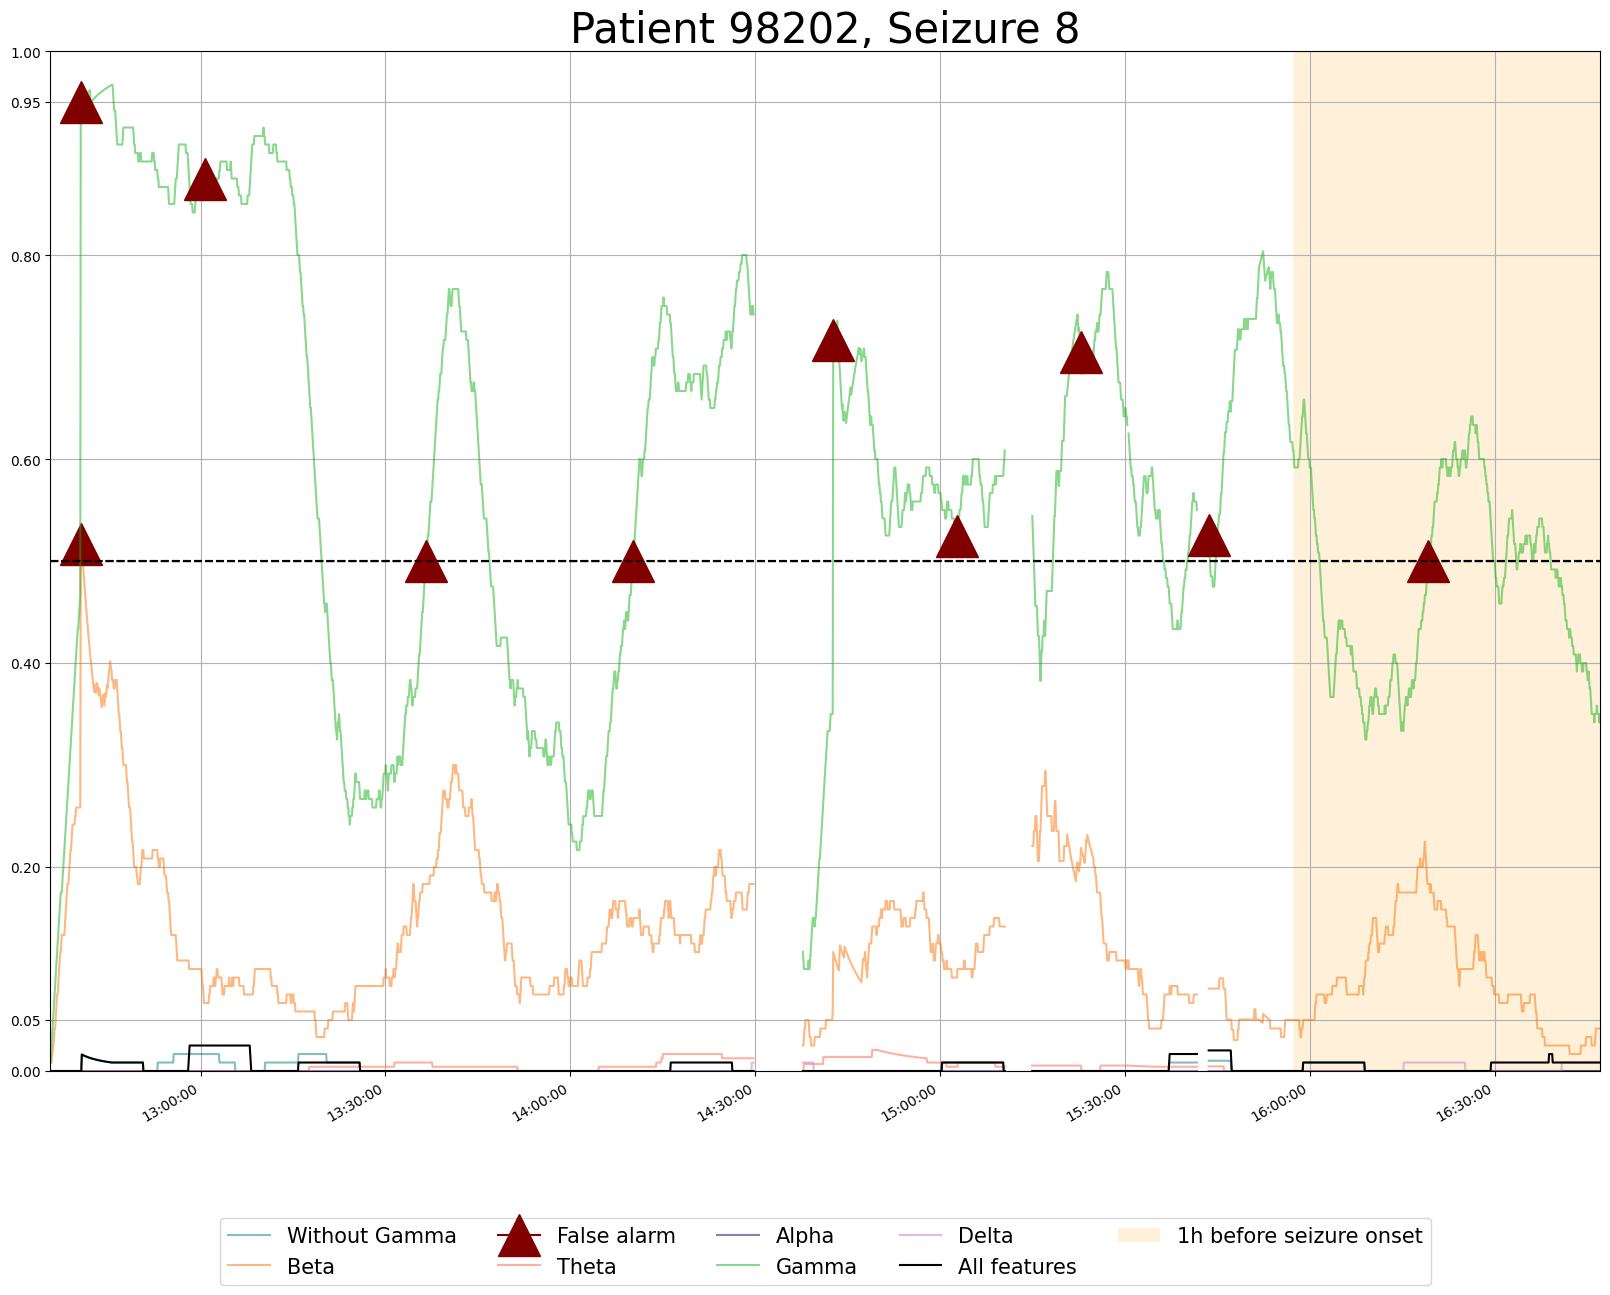 Patient 98202, Seizure 8
1.00
0.95
0.80
0.60
0.40
0.30
0.20
0.05
0.00
13:00:00
13:30:00
14:00:00
14:30:00
15:00:00
15:30:00
16:00:00
16:30:00
Without Gamma
Beta
False alarm
Theta
Alpha
Gamma
Delta
All features
1h before seizure onset